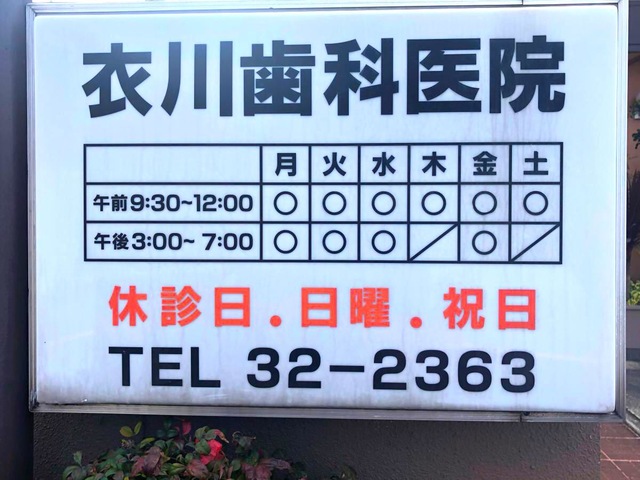 衣川歯科医院
月 火 水 木 金 土
午前9:30~12:00 ○ ○ ○ ○ ○ ○
午後3:00~ 7:00 ○ ○ ○ ／ ○ ／
休診日.日曜.祝日
TEL 32-2363